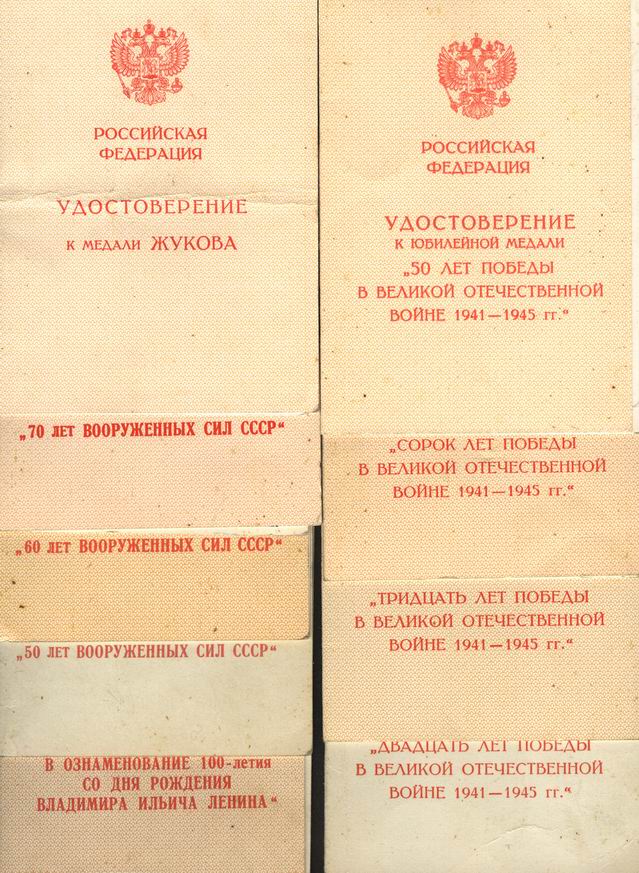 РОССИЙСКАЯ
ФЕДЕРАЦИЯ
УДОСТОВЕРЕНИЕ
К МЕДАЛИ ЖУКОВА
„70 ЛЕТ ВООРУЖЕННЫХ СИЛ СССР“
„60 ЛЕТ ВООРУЖЕННЫХ СИЛ СССР“
„50 ЛЕТ ВООРУЖЕННЫХ СИЛ СССР“
В ОЗНАМЕНОВАНИЕ 100-летия
СО ДНЯ РОЖДЕНИЯ
ВЛАДИМИРА ИЛЬИЧА ЛЕНИНА“
РОССИЙСКАЯ
ФЕДЕРАЦИЯ
УДОСТОВЕРЕНИЕ
К ЮБИЛЕЙНОЙ МЕДАЛИ
„50 ЛЕТ ПОБЕДЫ
В ВЕЛИКОЙ ОТЕЧЕСТВЕННОЙ
ВОЙНЕ 1941—1945 гг.“
„СОРОК ЛЕТ ПОБЕДЫ
В ВЕЛИКОЙ ОТЕЧЕСТВЕННОЙ
ВОЙНЕ 1941—1945 гг.“
„ТРИДЦАТЬ ЛЕТ ПОБЕДЫ
В ВЕЛИКОЙ ОТЕЧЕСТВЕННОЙ
ВОЙНЕ 1941—1945 гг.“
„ДВАДЦАТЬ ЛЕТ ПОБЕДЫ
В ВЕЛИКОЙ ОТЕЧЕСТВЕННОЙ
ВОЙНЕ 1941—1945 гг.“